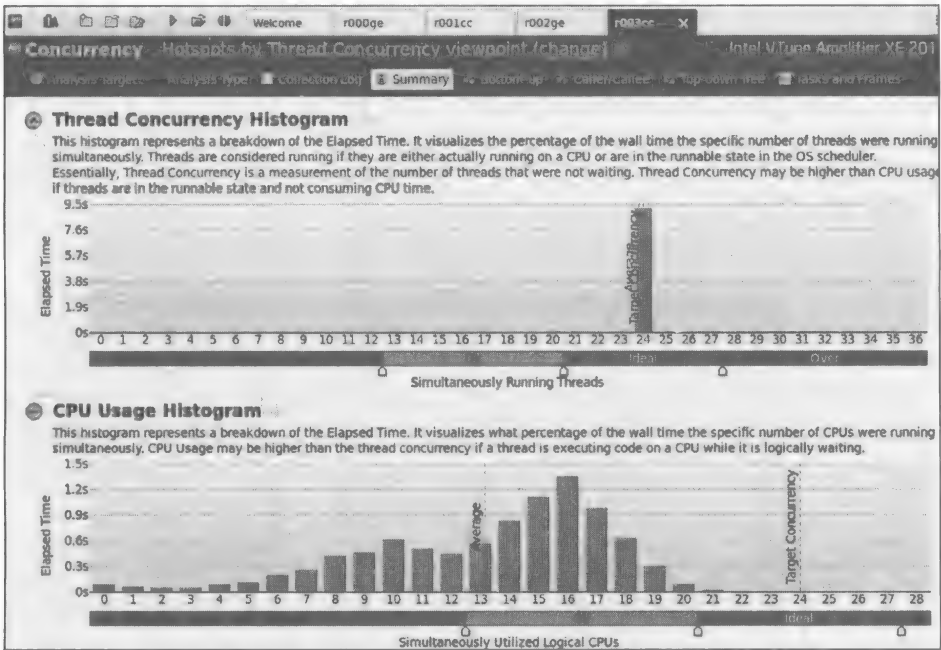 Welcome r000ge r001cc r002ge r003cc X
Concurrency Hotspots by Thread Concurrency viewpoint (change) Intel VTune Amplifier XE 201
Analysis Target Analysis Type Collection Log Summary Bottom-up Caller/Callee Top-down Tree Tasks and Frames
Thread Concurrency Histogram
This histogram represents a breakdown of the Elapsed Time. It visualizes the percentage of the wall time the specific number of threads were running
simultaneously. Threads are considered running if they are either actually running on a CPU or are in the runnable state in the OS scheduler.
Essentially, Thread Concurrency is a measurement of the number of threads that were not waiting. Thread Concurrency may be higher than CPU usage
if threads are in the runnable state and not consuming CPU time.
9.5s
7.6s
5.7s
3.8s
1.9s
0s
Elapsed Time
Target Concurrency
0 1 2 3 4 5 6 7 8 9 10 11 12 13 14 15 16 17 18 19 20 21 22 23 24 25 26 27 28 29 30 31 32 33 34 35 36
Ideal Over
Simultaneously Running Threads
CPU Usage Histogram
This histogram represents a breakdown of the Elapsed Time. It visualizes what percentage of the wall time the specific number of CPUs were running
simultaneously. CPU Usage may be higher than the thread concurrency if a thread is executing code on a CPU while it is logically waiting.
1.5s
1.2s
0.9s
0.6s
0.3s
0s
Elapsed Time
Average
Target Concurrency
0 1 2 3 4 5 6 7 8 9 10 11 12 13 14 15 16 17 18 19 20 21 22 23 24 25 26 27 28
Ideal
Simultaneously Utilized Logical CPUs